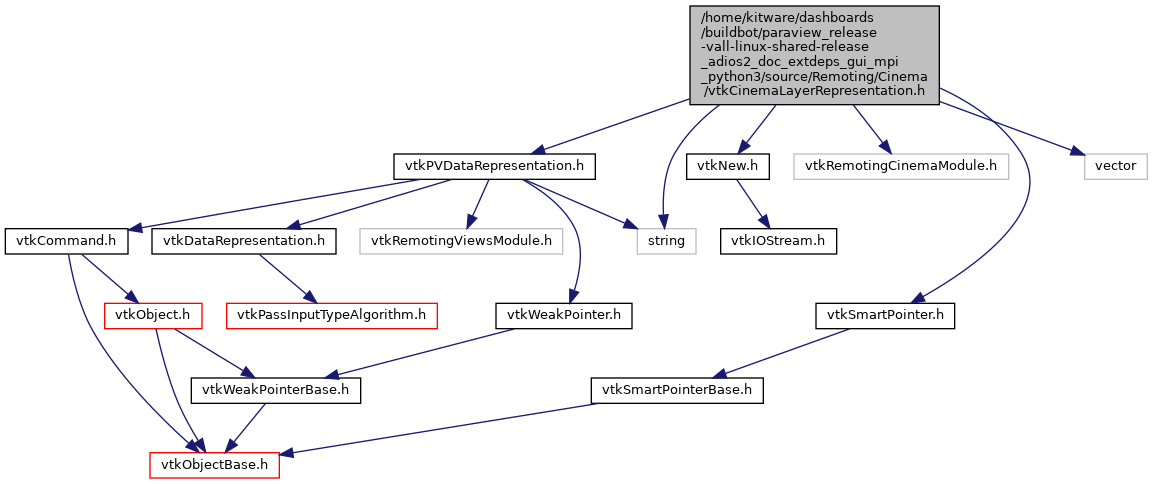 /home/kitware/dashboards
/buildbot/paraview_release
-vall-linux-shared-release
_adios2_doc_extdeps_gui_mpi
_python3/source/Remoting/Cinema
/vtkCinemaLayerRepresentation.h
vtkPVDataRepresentation.h
vtkNew.h
vtkRemotingCinemaModule.h
vector
vtkCommand.h
vtkDataRepresentation.h
vtkRemotingViewsModule.h
string
vtkIOStream.h
vtkObject.h
vtkPassInputTypeAlgorithm.h
vtkWeakPointer.h
vtkSmartPointer.h
vtkWeakPointerBase.h
vtkSmartPointerBase.h
vtkObjectBase.h